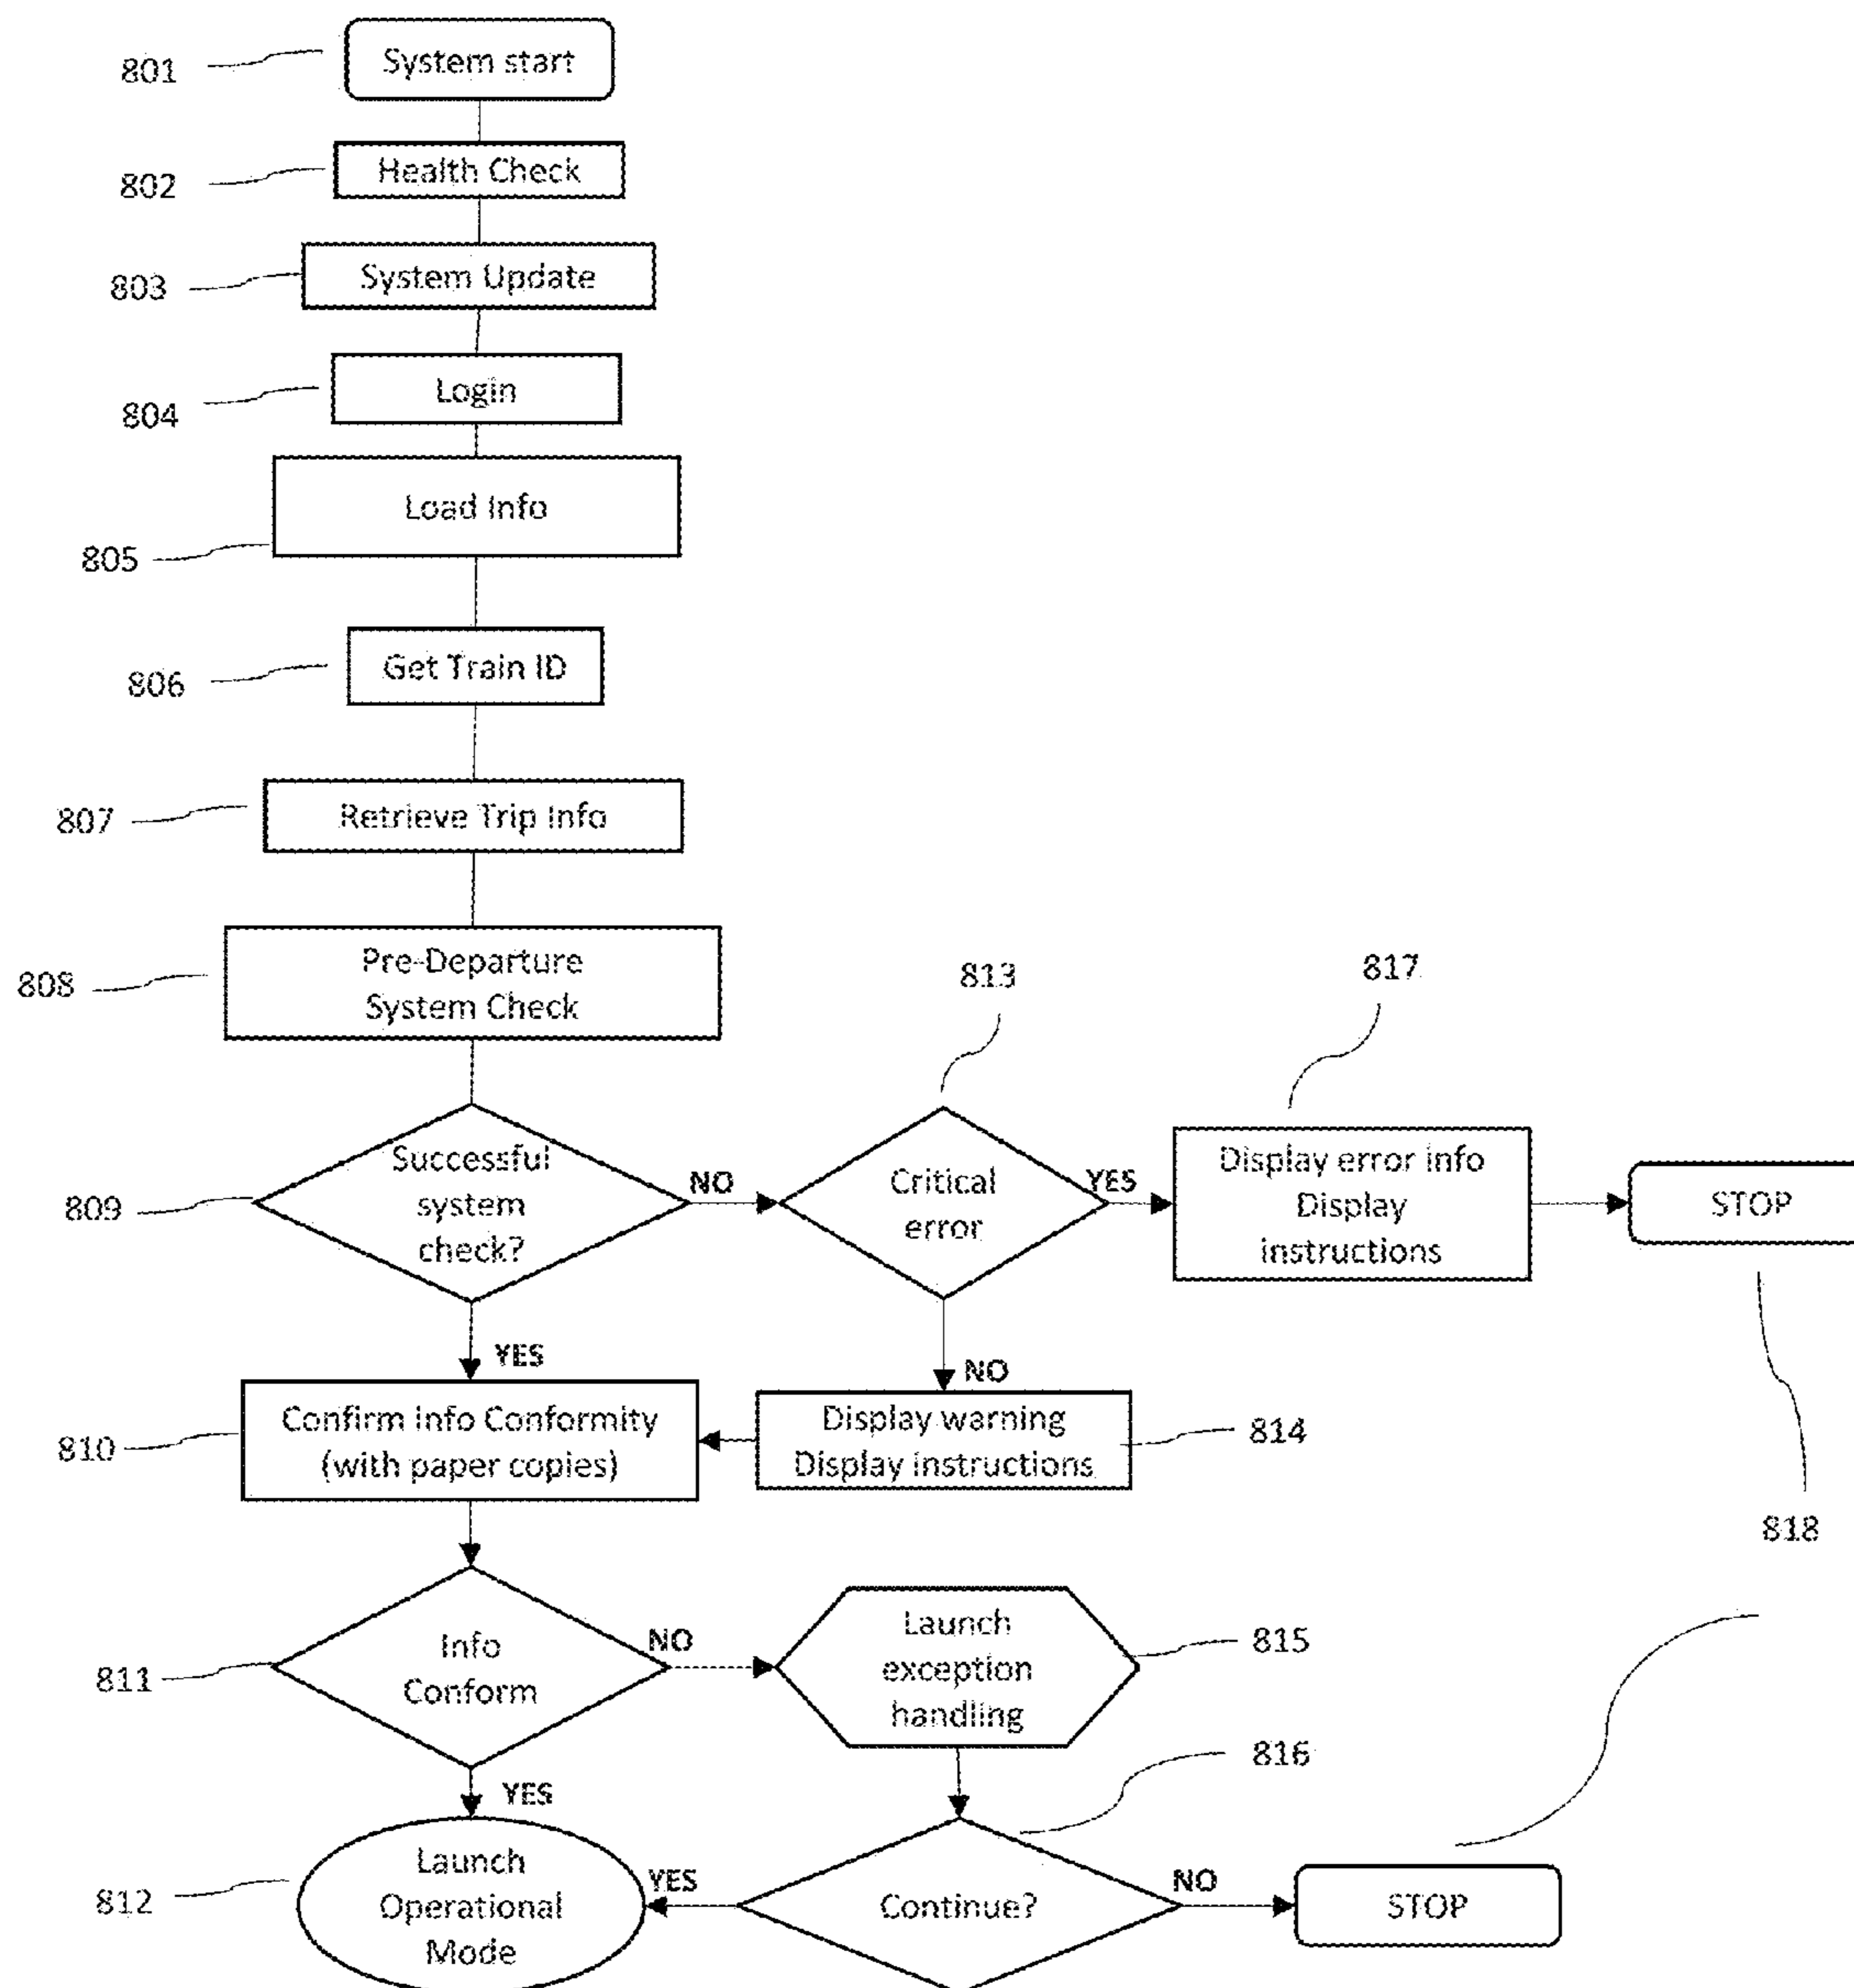 801
System start
802
Health Check
803
System Update
804
Login
Load Info
805
806
Get Train ID
807
Retrieve Trip Info
808
Pre-Departure
System Check
813
817
809
Successful
system
check?
NO
Critical
error
YES
Display error info
Display
instructions
STOP
YES
NO
810
Confirm Info Conformity
(with paper copies)
Display warning
Display instructions
814
818
811
Info
Conform
NO
Launch
exception
handling
815
816
YES
812
Launch
Operational
Mode
YES
Continue?
NO
STOP